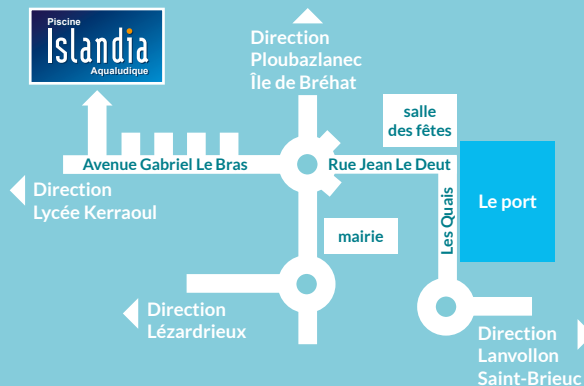 Piscine
Islandia
Aqualudique
Direction
Ploubazlanec
Île de Bréhat
salle
des fêtes
Avenue Gabriel Le Bras
Rue Jean Le Deut
Direction
Lycée Kerraoul
Les Quais
Le port
mairie
Direction
Lézardrieux
Direction
Lanvollon
Saint-Brieuc